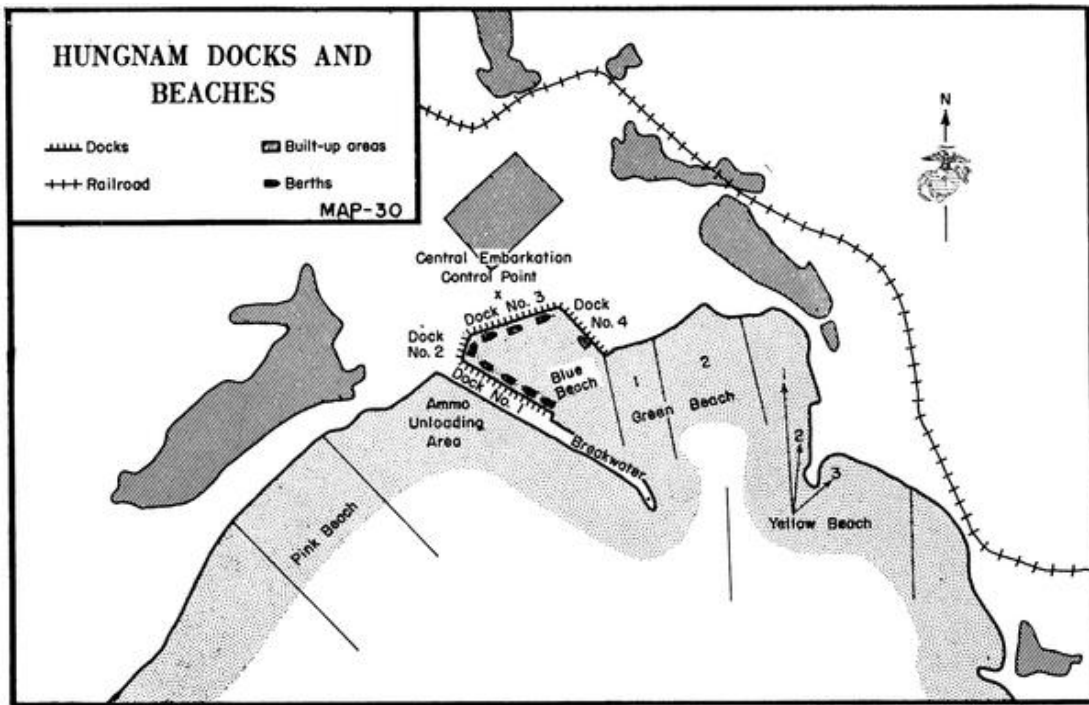 HUNGNAM DOCKS AND
BEACHES
Docks
Built-up areas
Railroad
Berths
MAP-30
N
Central Embarkation
Control Point
x
Dock No. 3
Dock
No. 4
Dock
No. 2
Dock No. 1
Blue
Beach
1
2
Green Beach
Ammo
Unloading
Area
Breakwater
1
2
3
Yellow Beach
Pink Beach